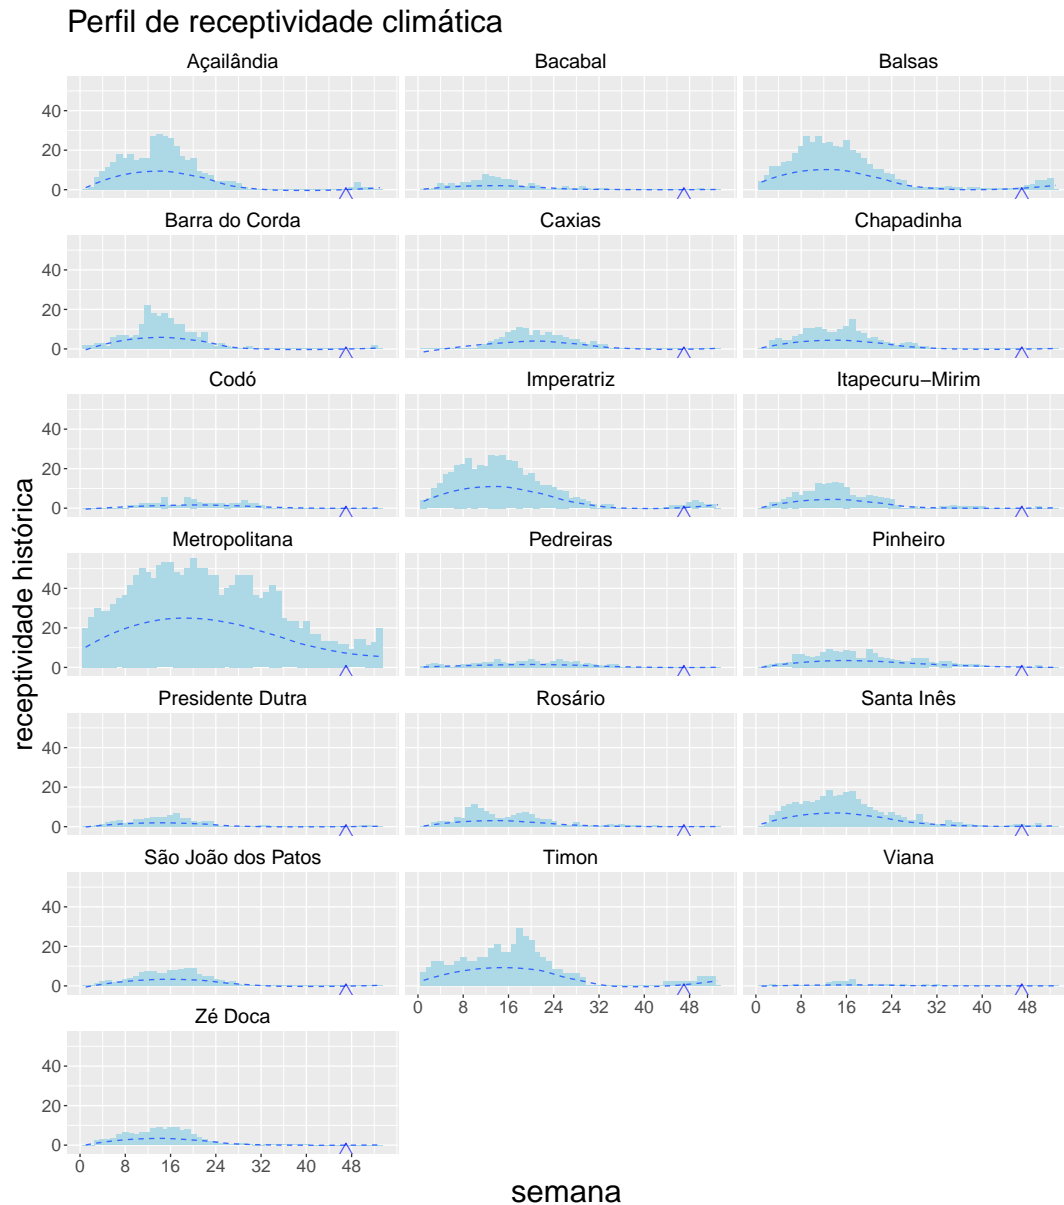 Perfil de receptividade climática
Açailândia Bacabal Balsas
40
20
0
Barra do Corda Caxias Chapadinha
40
20
0
Codó Imperatriz Itapecuru−Mirim
40
20
0
Metropolitana Pedreiras Pinheiro
40
20
0
receptividade histórica
Presidente Dutra Rosário Santa Inês
40
20
0
São João dos Patos Timon Viana
40
20
0
0 8 16 24 32 40 48 0 8 16 24 32 40 48
Zé Doca
40
20
0
0 8 16 24 32 40 48
semana